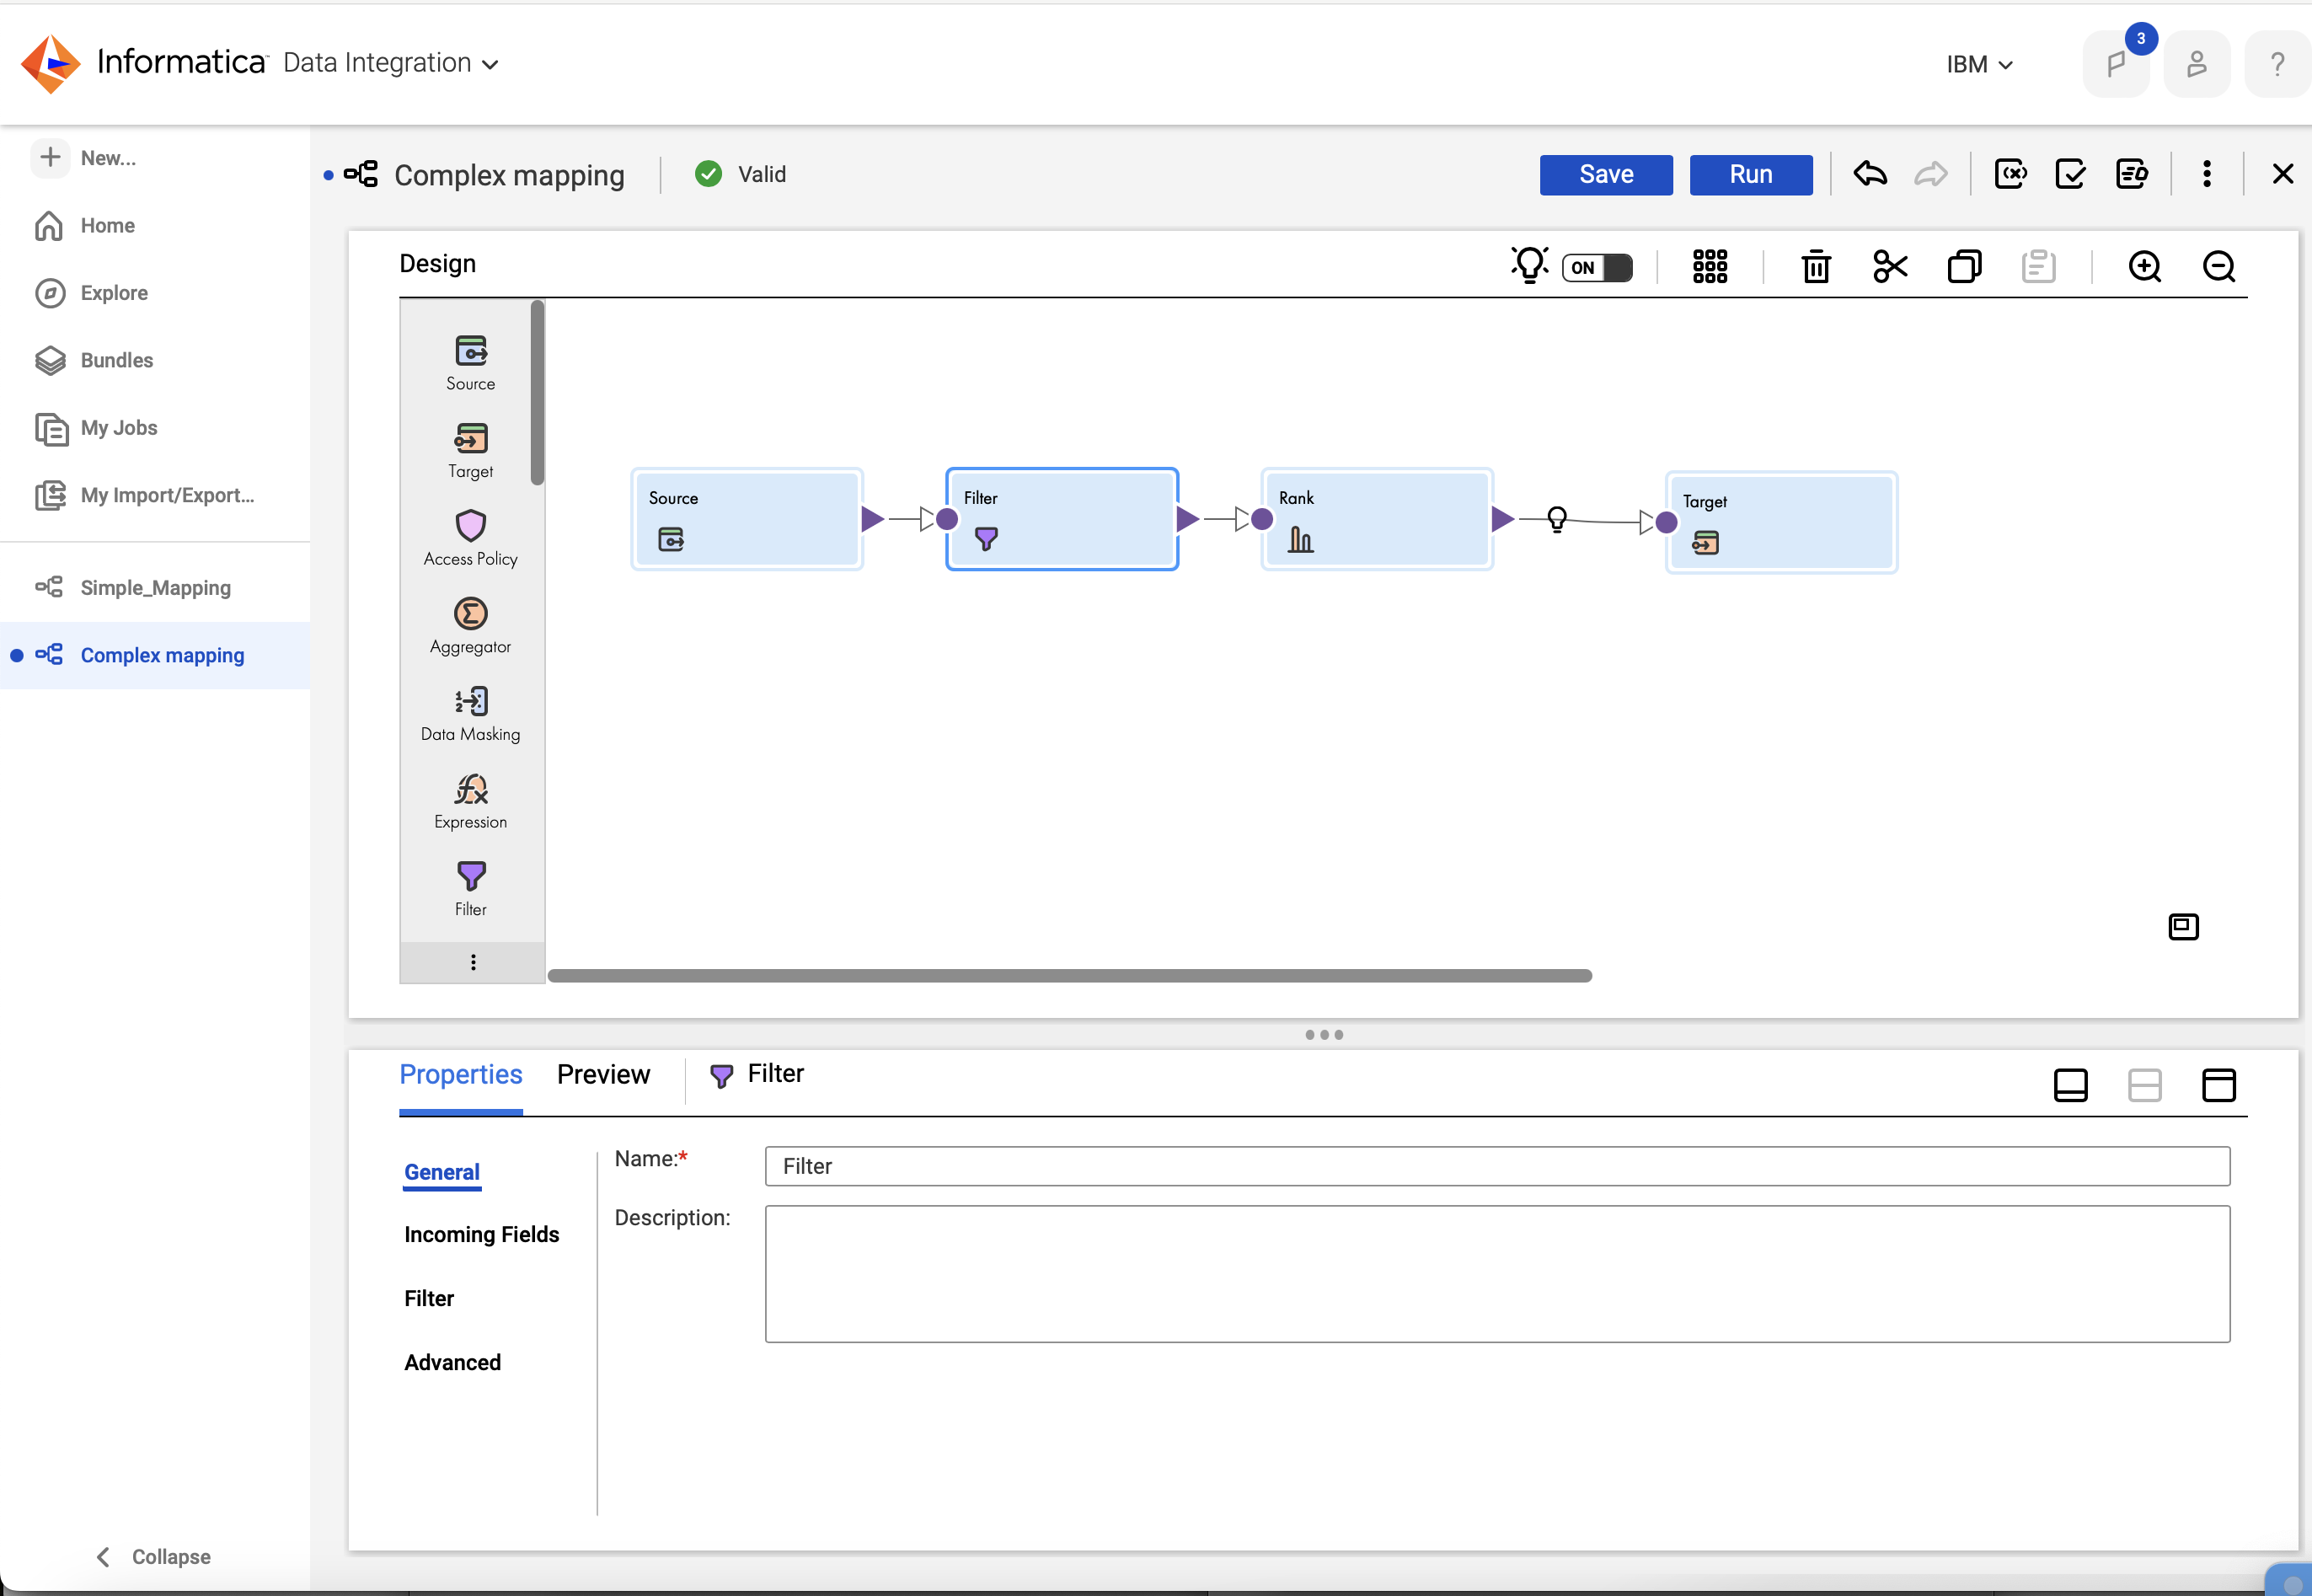 Informatica Data Integration
IBM
3
?
New...
Home
Explore
Bundles
My Jobs
My Import/Export...
Simple_Mapping
Complex mapping
Collapse
Complex mapping
Valid
Save
Run
Design
ON
Source
Target
Access Policy
Aggregator
Data Masking
Expression
Filter
Source
Filter
Rank
Target
Properties
Preview
Filter
General
Incoming Fields
Filter
Advanced
Name:*
Filter
Description: